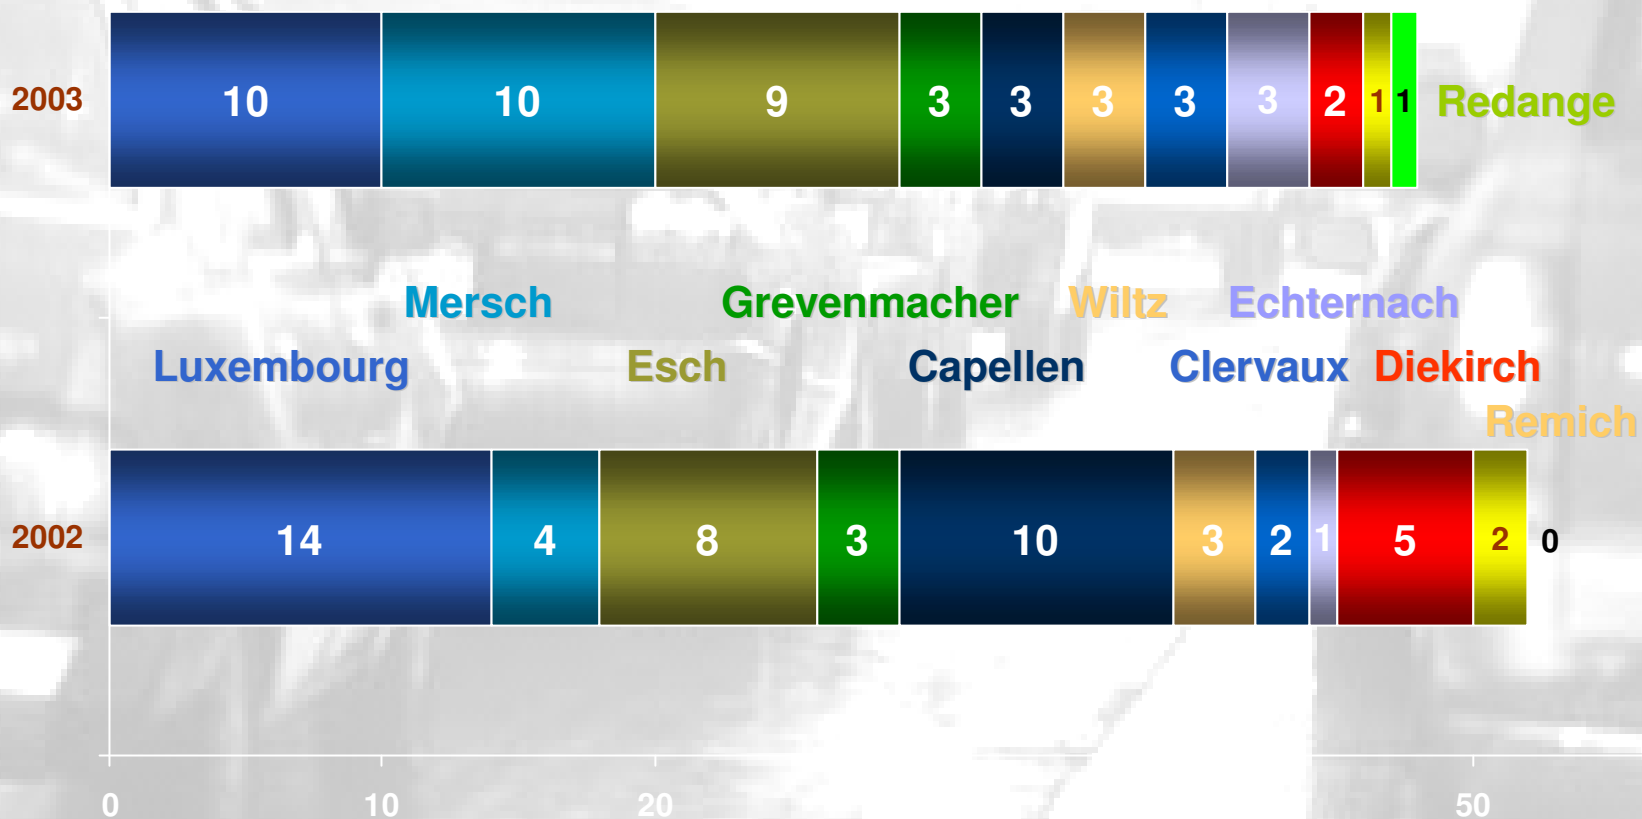 2003 10 10 9 3 3 3 3 3 2 1 1 Redange
Mersch Grevenmacher Wiltz Echternach
Luxembourg Esch Capellen Clervaux Diekirch
Remich
2002 14 4 8 3 10 3 2 1 5 2 0
0 10 20 50